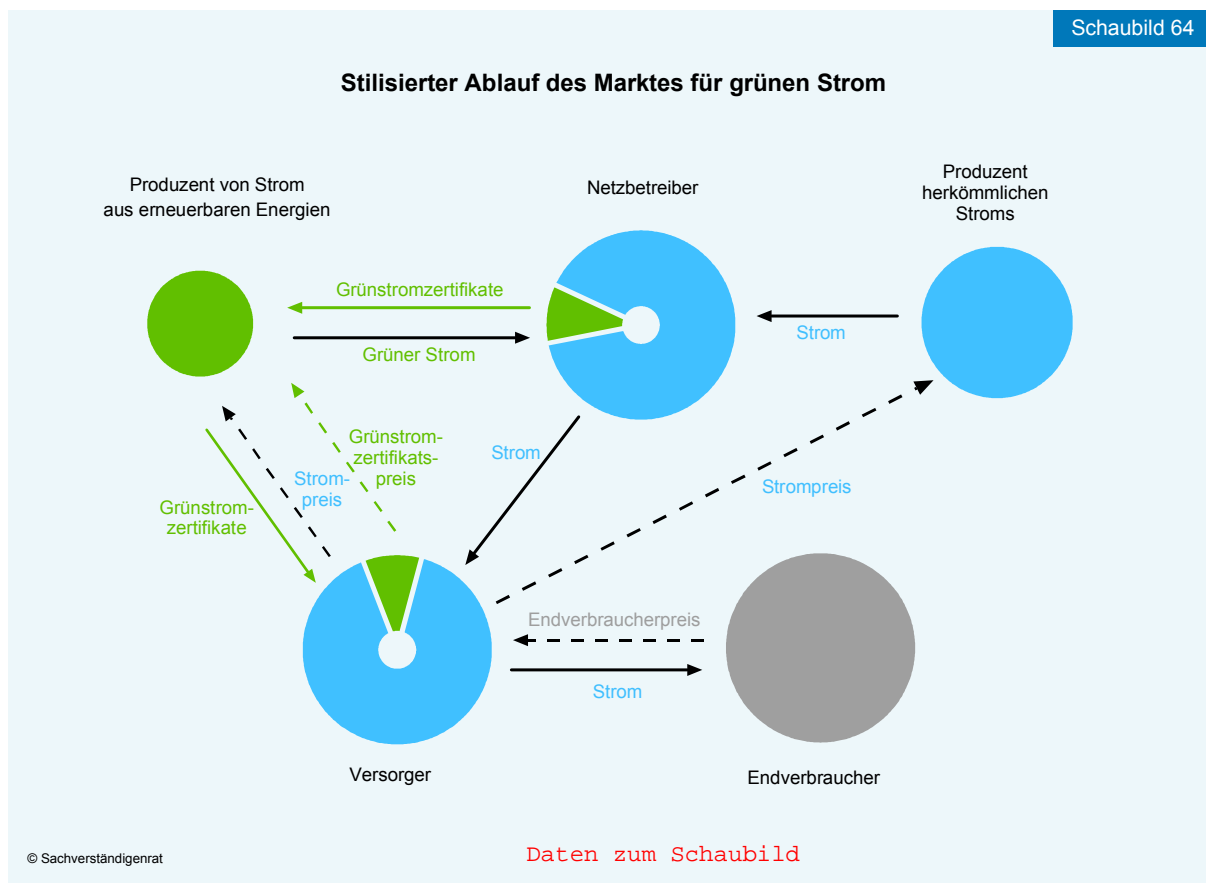 Schaubild 64
Stilisierter Ablauf des Marktes für grünen Strom
Produzent von Strom
aus erneuerbaren Energien
Netzbetreiber
Produzent
herkömmlichen
Stroms
Grünstromzertifikate
Grüner Strom
Strom
Grünstrom-
zertifikate
Strom-
preis
Grünstrom-
zertifikats-
preis
Strom
Strompreis
Endverbraucherpreis
Strom
Versorger
Endverbraucher
© Sachverständigenrat
Daten zum Schaubild